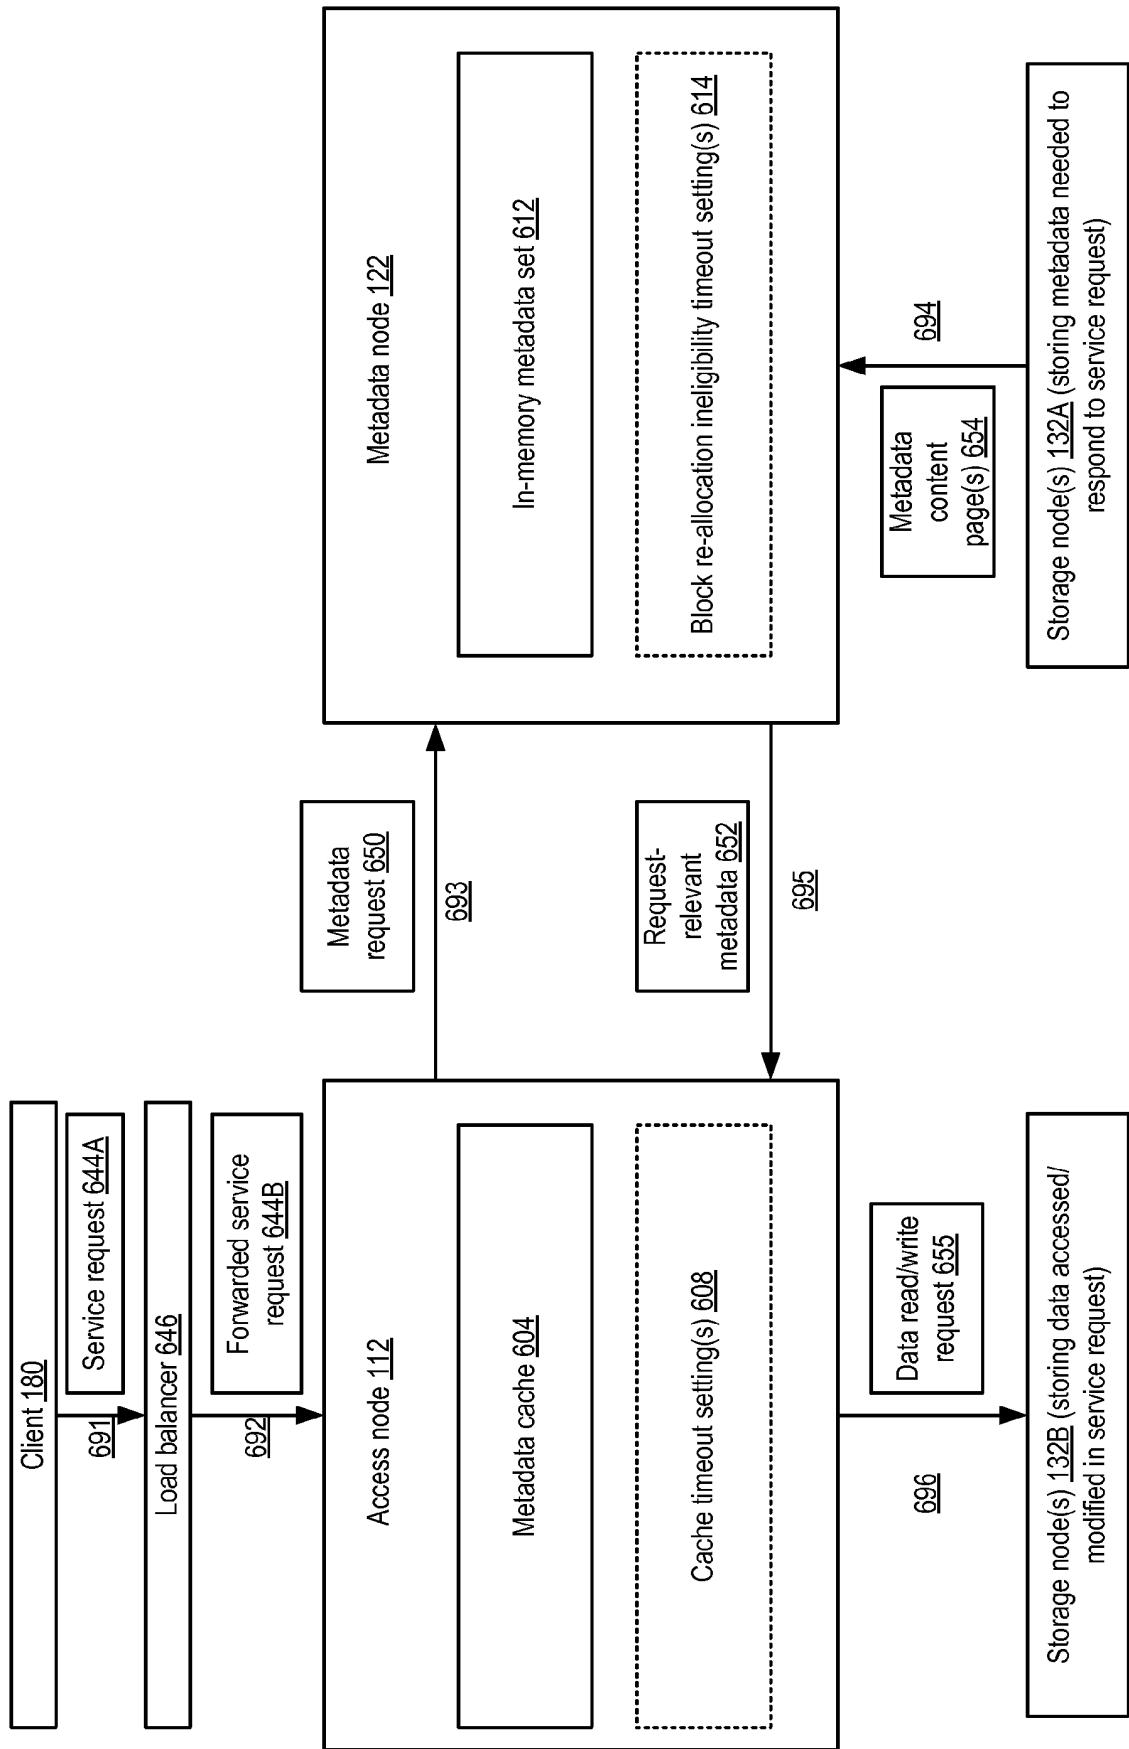 Client 180
Service request 644A
691
Load balancer 646
Forwarded service
request 644B
692
Access node 112
Metadata cache 604
Cache timeout setting(s) 608
Metadata
request 650
693
Request-
relevant
metadata 652
695
Metadata node 122
In-memory metadata set 612
Block re-allocation ineligibility timeout setting(s) 614
Metadata
content
page(s) 654
694
Storage node(s) 132A (storing metadata needed to
respond to service request)
Data read/write
request 655
696
Storage node(s) 132B (storing data accessed/
modified in service request)